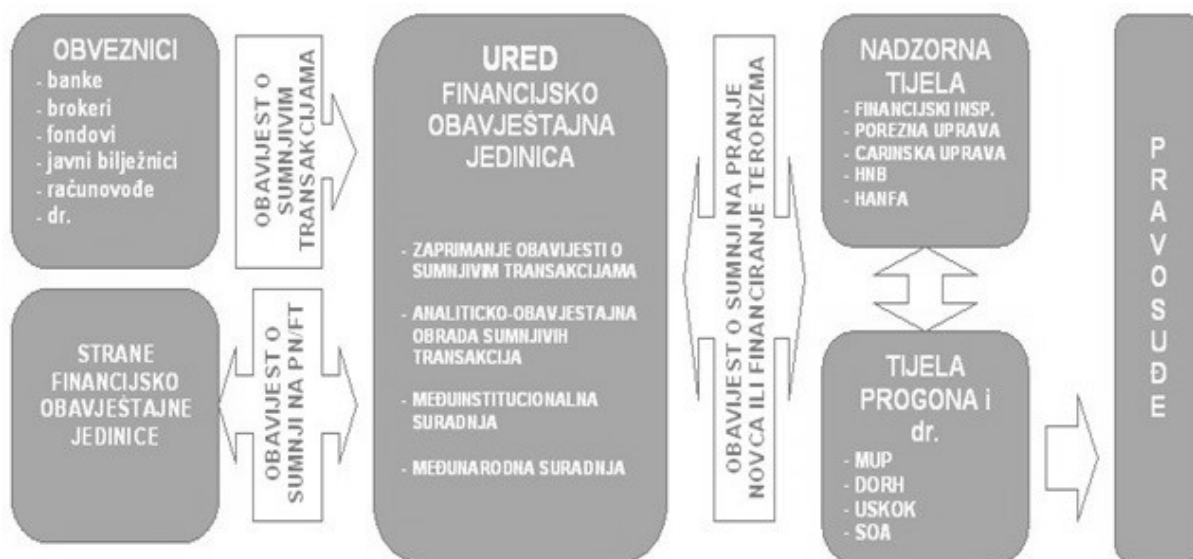 OBVEZNICI
- banke
- brokeri
- fondovi
- javni bilježnici
- računovođe
- dr.
OBAVIJEST O
SUMNJIVIM
TRANSAKCIJAMA
STRANE
FINANCIJSKO
OBAVJEŠTAJNE
JEDINICE
OBAVIJEST O
SUMNJI NA PN/FT
URED
FINANCIJSKO
OBAVJEŠTAJNA
JEDINICA
- ZAPRIMANJE OBAVIJESTI O
SUMNJIVIM TRANSAKCIJAMA
- ANALITICKO-OBAVJESTAJNA
OBRADA SUMNJIVIH
TRANSAKCIJA
- MEĐUINSTITUCIONALNA
SURADNJA
- MEĐUNARODNA SURADNJA
OBAVIJEST O SUMNJI NA PRANJE
NOVCA ILI FINANCIRANJE TERORIZMA
NADZORNA
TIJELA
- FINANCIJSKI INSP.
- POREZNA UPRAVA
- CARINSKA UPRAVA
- HNB
- HANFA
TIJELA
PROGONA i
dr.
- MUP
- DORH
- USKOK
- SOA
PRAVOSUĐE